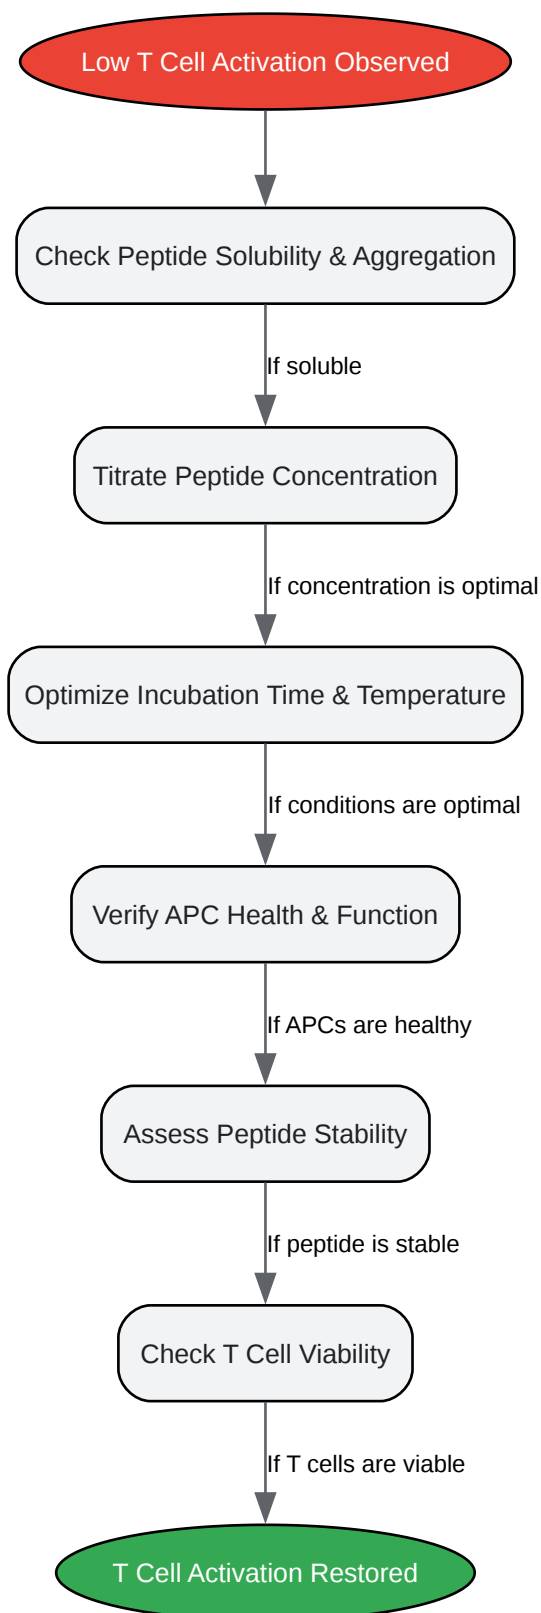 Low T Cell Activation Observed
Check Peptide Solubility & Aggregation
If soluble
Titrate Peptide Concentration
If concentration is optimal
Optimize Incubation Time & Temperature
If conditions are optimal
Verify APC Health & Function
If APCs are healthy
Assess Peptide Stability
If peptide is stable
Check T Cell Viability
If T cells are viable
T Cell Activation Restored